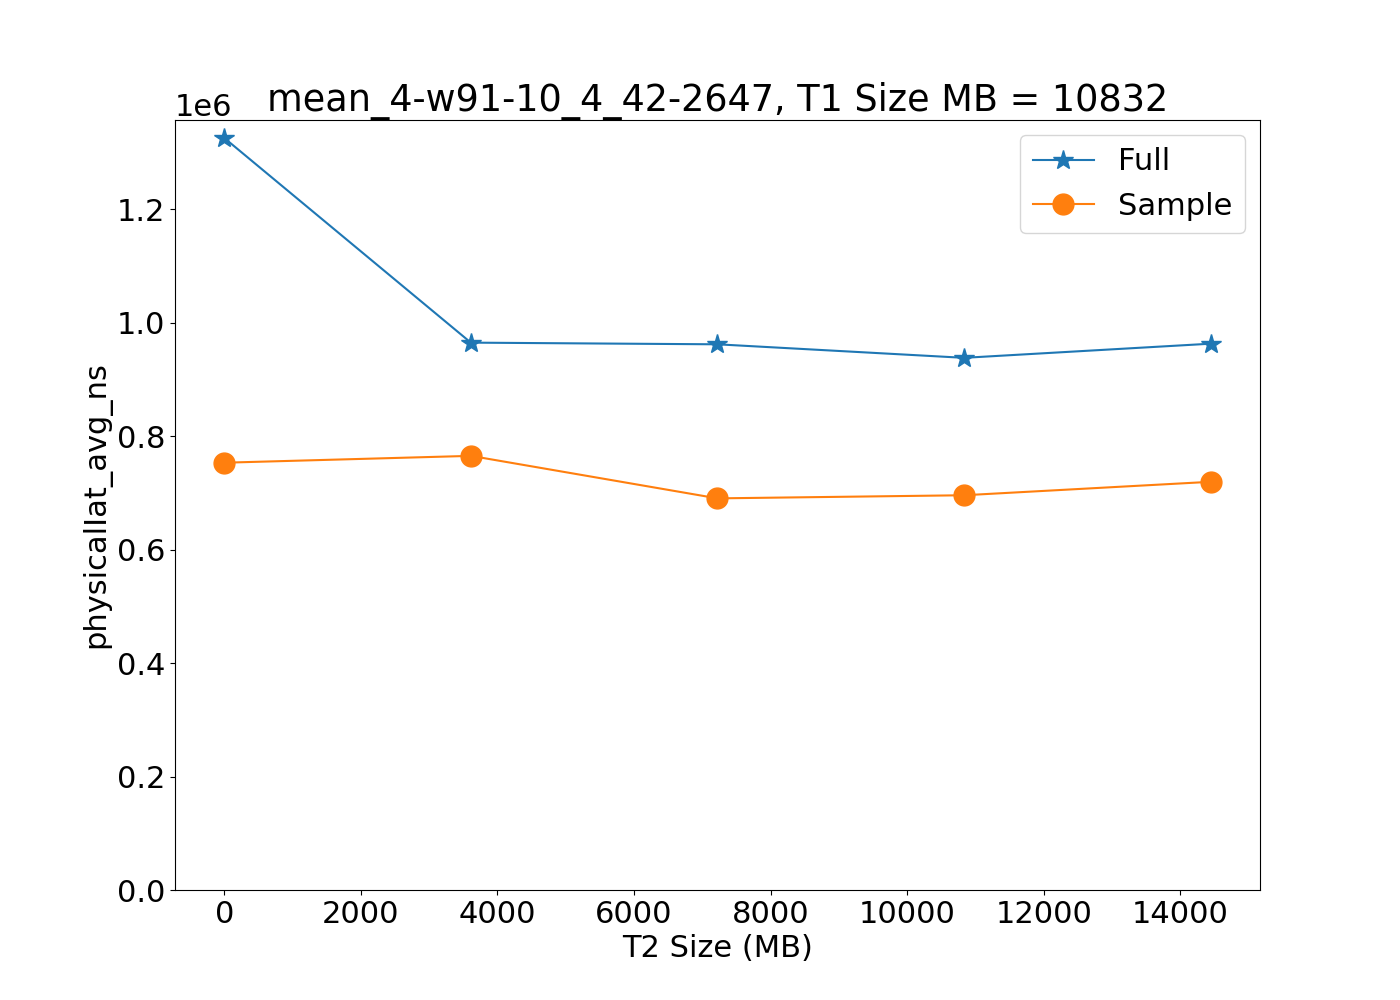 1e6
mean_4-w91-10_4_42-2647, T1 Size MB = 10832
Full
Sample
physicallat_avg_ns
1.2
1.0
0.8
0.6
0.4
0.2
0.0
0 2000 4000 6000 8000 10000 12000 14000
T2 Size (MB)